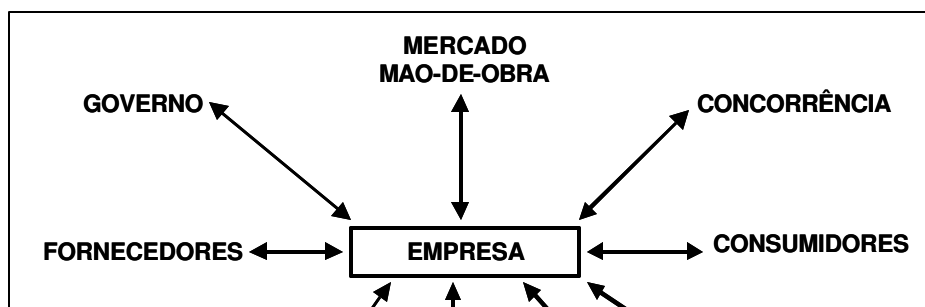 MERCADO
MAO-DE-OBRA
GOVERNO
CONCORRÊNCIA
FORNECEDORES
EMPRESA
CONSUMIDORES